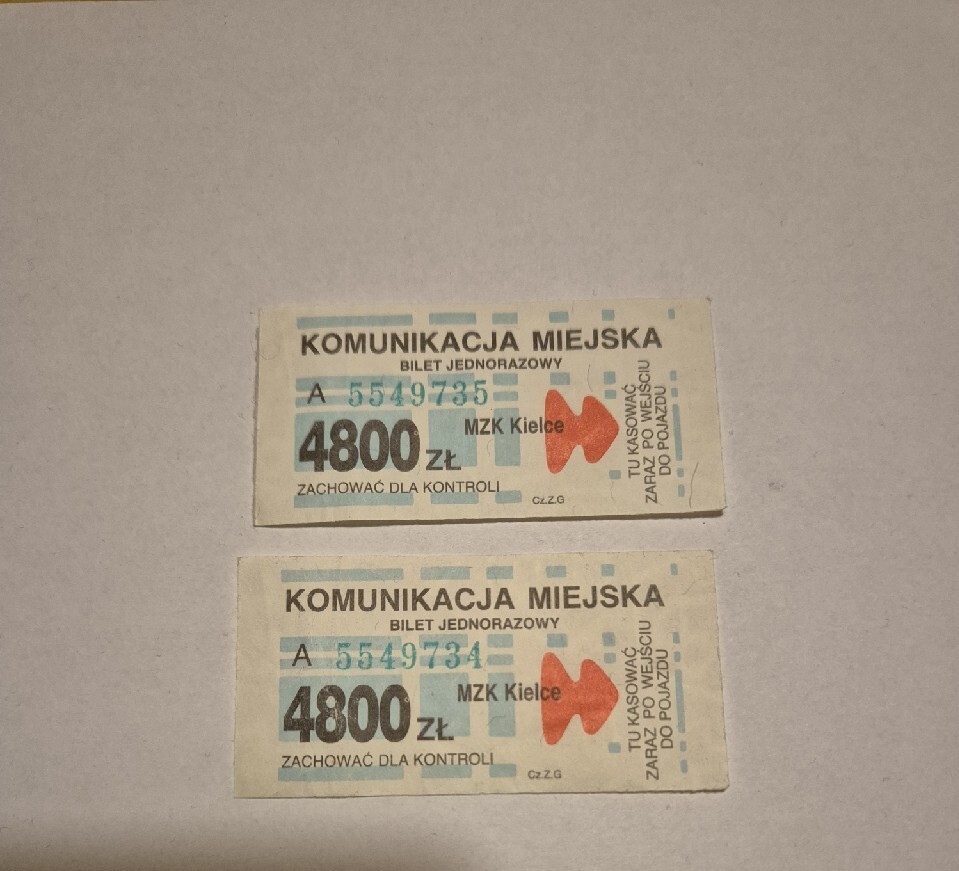 KOMUNIKACJA MIEJSKA
BILET JEDNORAZOWY
A 5549735
MZK Kielce
4800 ZŁ
ZACHOWAĆ DLA KONTROLI
Cz.Z.G
TU KASOWAĆ
ZARAZ PO WEJŚCIU
DO POJAZDU
KOMUNIKACJA MIEJSKA
BILET JEDNORAZOWY
A 5549734
MZK Kielce
4800 ZŁ
ZACHOWAĆ DLA KONTROLI
Cz.Z.G
TU KASOWAĆ
ZARAZ PO WEJŚCIU
DO POJAZDU